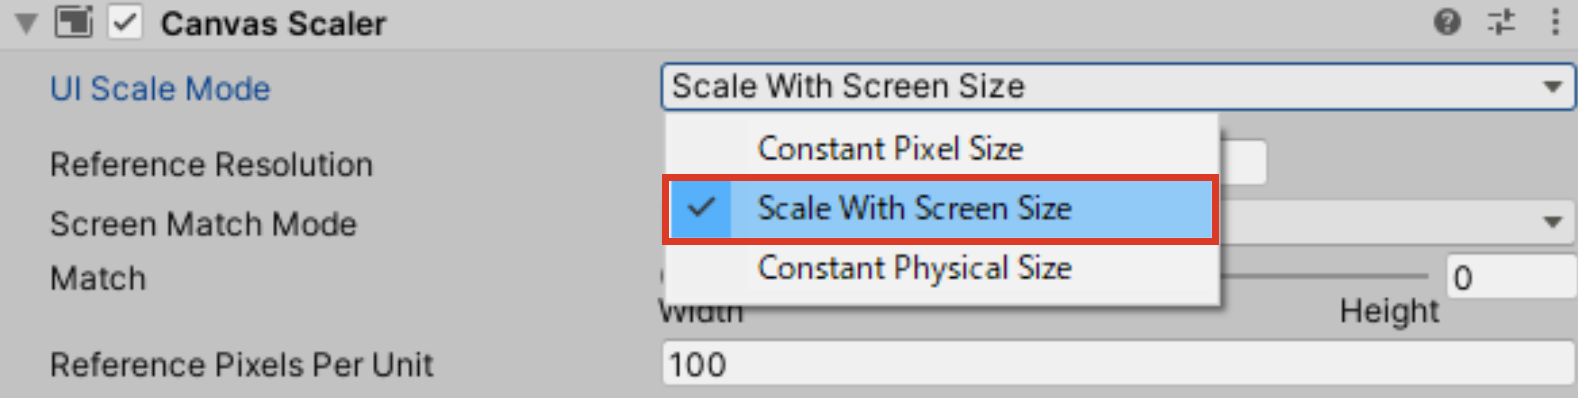 Canvas Scaler
UI Scale Mode
Scale With Screen Size
Constant Pixel Size
Reference Resolution
Scale With Screen Size
Screen Match Mode
Constant Physical Size
Match
0
Width
Height
Reference Pixels Per Unit
100